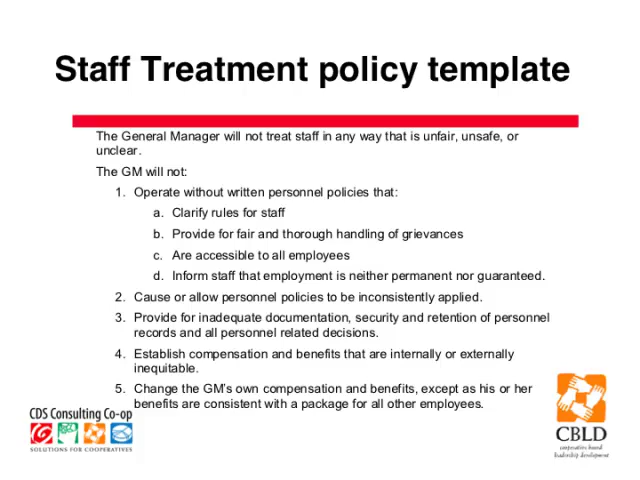 Staff Treatment policy template
The General Manager will not treat staff in any way that is unfair, unsafe, or
unclear.
The GM will not:
1. Operate without written personnel policies that:
a. Clarify rules for staff
b. Provide for fair and thorough handling of grievances
c. Are accessible to all employees
d. Inform staff that employment is neither permanent nor guaranteed.
2. Cause or allow personnel policies to be inconsistently applied.
3. Provide for inadequate documentation, security and retention of personnel
records and all personnel related decisions.
4. Establish compensation and benefits that are internally or externally
inequitable.
5. Change the GM's own compensation and benefits, except as his or her
benefits are consistent with a package for all other employees.
CDS Consulting Co-op
SOLUTIONS FOR COOPERATIVES
CBLD
cooperative board
leadership development